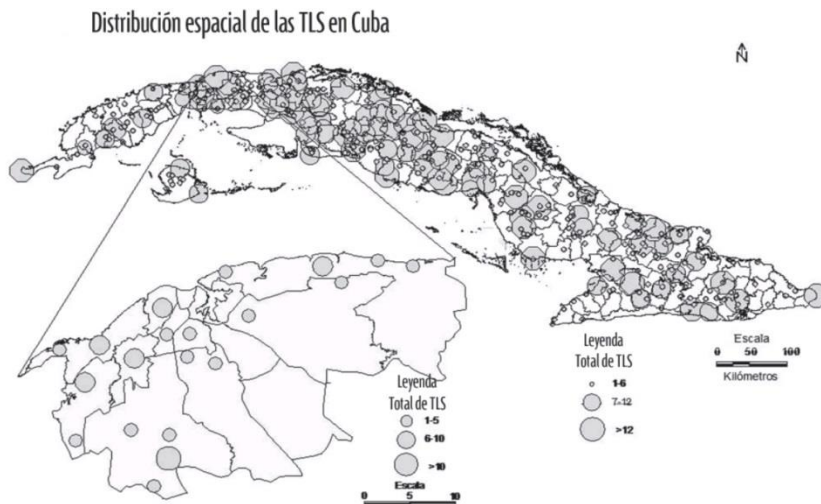 Distribución espacial de las TLS en Cuba
N
Leyenda
Total de TLS
1-6
7-12
>12
Escala
0 50 100
Kilómetros
Leyenda
Total de TLS
1-5
6-10
>10
Escala
0 5 10